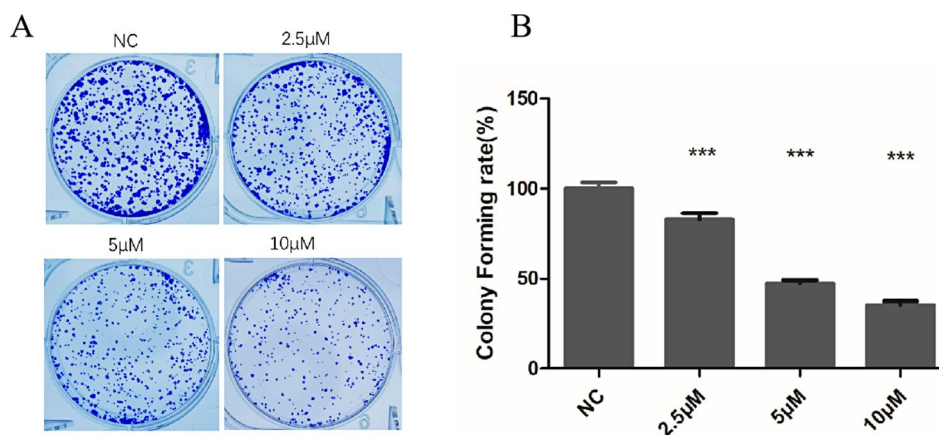 A
NC
2.5µM
5µM
10µM
B
Colony Forming rate(%)
150
100
50
0
***
***
***
NC
2.5µM
5µM
10µM